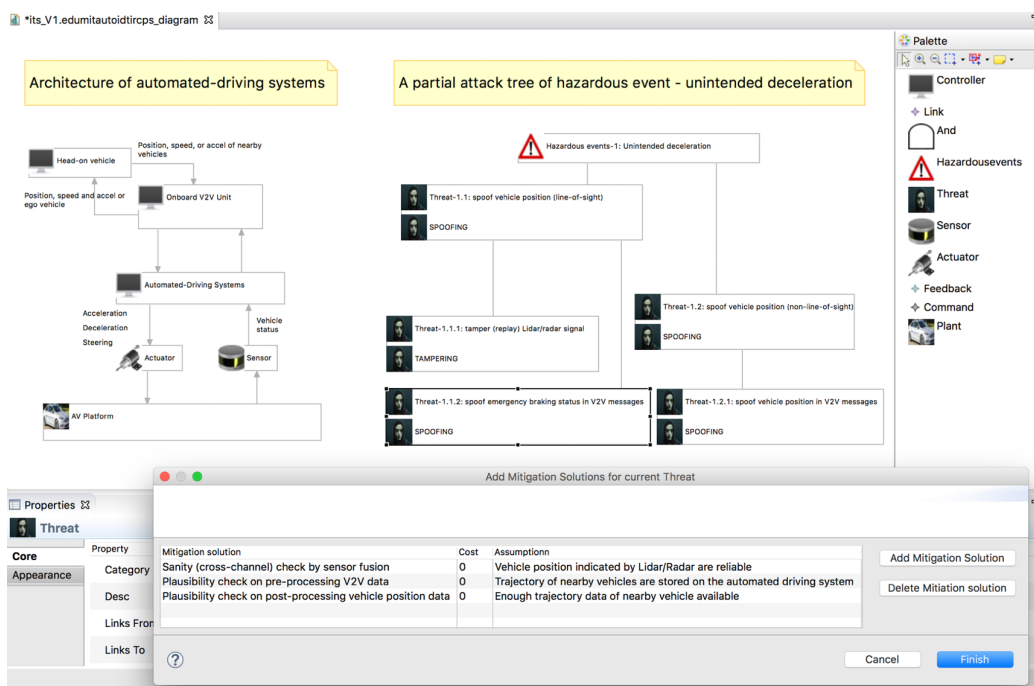 *its_V1.edumitautoidtircps_diagram
Architecture of automated-driving systems
A partial attack tree of hazardous event - unintended deceleration
Head-on vehicle
Position, speed, or accel of nearby
vehicles
Position, speed and accel or
ego vehicle
Onboard V2V Unit
Automated-Driving Systems
Acceleration
Deceleration
Steering
Vehicle
status
Actuator
Sensor
AV Platform
Hazardous events-1: Unintended deceleration
Threat-1.1: spoof vehicle position (line-of-sight)
SPOOFING
Threat-1.2: spoof vehicle position (non-line-of-sight)
SPOOFING
Threat-1.1.1: tamper (replay) Lidar/radar signal
TAMPERING
Threat-1.1.2: spoof emergency braking status in V2V messages
SPOOFING
Threat-1.2.1: spoof vehicle position in V2V messages
SPOOFING
Palette
Controller
Link
And
Hazardousevents
Threat
Sensor
Actuator
Feedback
Command
Plant
Properties
Threat
Core
Appearance
Property
Category
Desc
Links From
Links To
Add Mitigation Solutions for current Threat
Mitigation solution Cost Assumptionn
Sanity (cross-channel) check by sensor fusion 0 Vehicle position indicated by Lidar/Radar are reliable
Plausibility check on pre-processing V2V data 0 Trajectory of nearby vehicles are stored on the automated driving system
Plausibility check on post-processing vehicle position data 0 Enough trajectory data of nearby vehicle available
Add Mitigation Solution
Delete Mitiation solution
?
Cancel
Finish